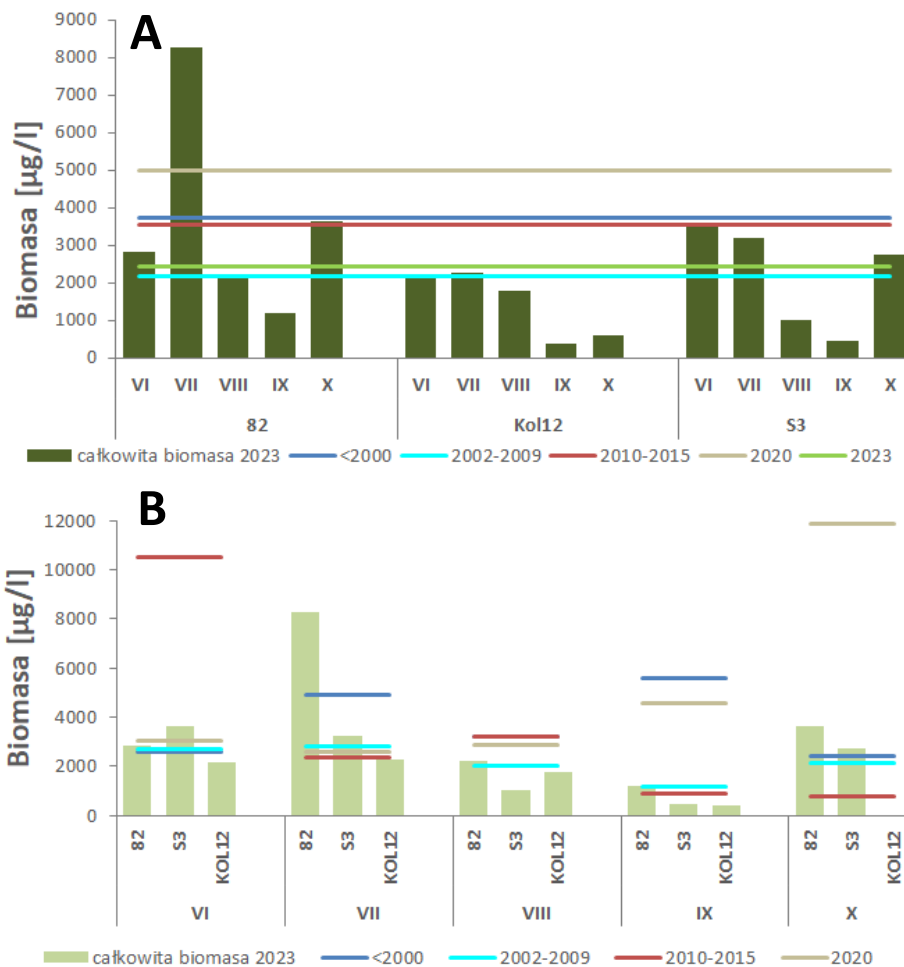 A
Biomasa [µg/l]
9000
8000
7000
6000
5000
4000
3000
2000
1000
0
VI VII VIII IX X VI VII VIII IX X VI VII VIII IX X
82 Kol12 S3
całkowita biomasa 2023 <2000 2002-2009 2010-2015 2020 2023
B
Biomasa [µg/l]
12000
10000
8000
6000
4000
2000
0
82 S3 KOL12 82 S3 KOL12 82 S3 KOL12 82 S3 KOL12 82 S3 KOL12
VI VII VIII IX X
całkowita biomasa 2023 <2000 2002-2009 2010-2015 2020